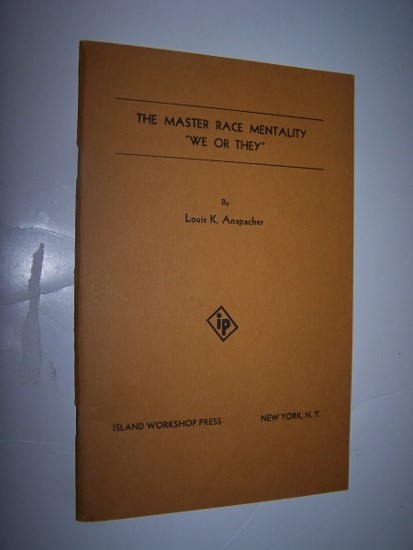 THE MASTER RACE MENTALITY
"WE OR THEY"
By
Louis K. Anspacher
ip
ISLAND WORKSHOP PRESS NEW YORK, N. Y.